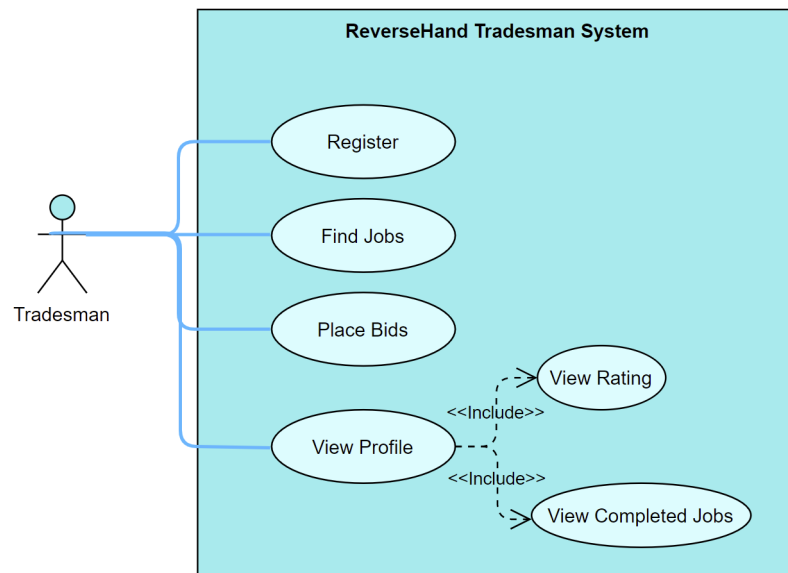 ReverseHand Tradesman System
Register
Find Jobs
Tradesman
Place Bids
View Rating
<<Include>>
View Profile
<<Include>>
View Completed Jobs